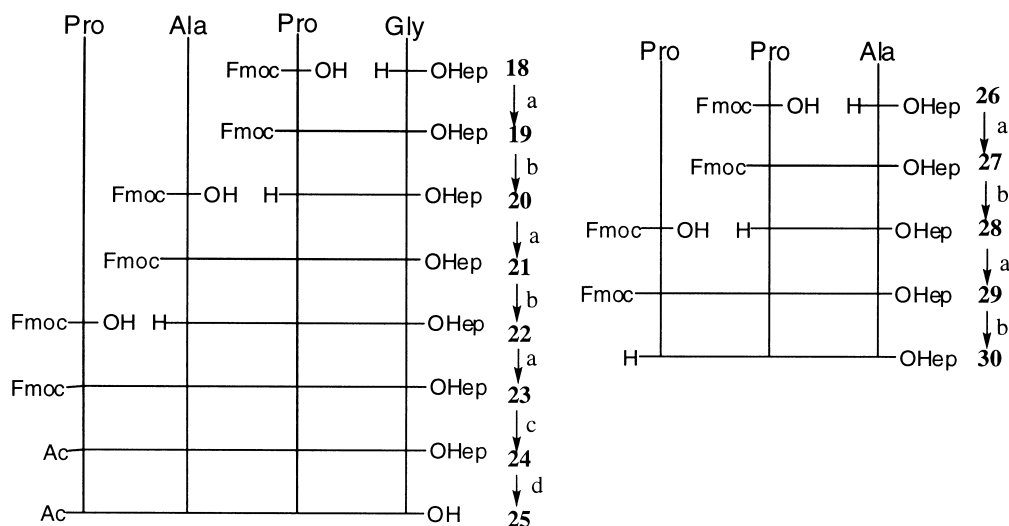 Pro Ala Pro Gly
Fmoc OH H OHep 18
a
Fmoc OHep 19
b
Fmoc OH H OHep 20
a
Fmoc OHep 21
b
Fmoc OH H OHep 22
a
Fmoc OHep 23
c
Ac OHep 24
d
Ac OH 25
Pro Pro Ala
Fmoc OH H OHep 26
a
Fmoc OHep 27
b
Fmoc OH H OHep 28
a
Fmoc OHep 29
b
H OHep 30